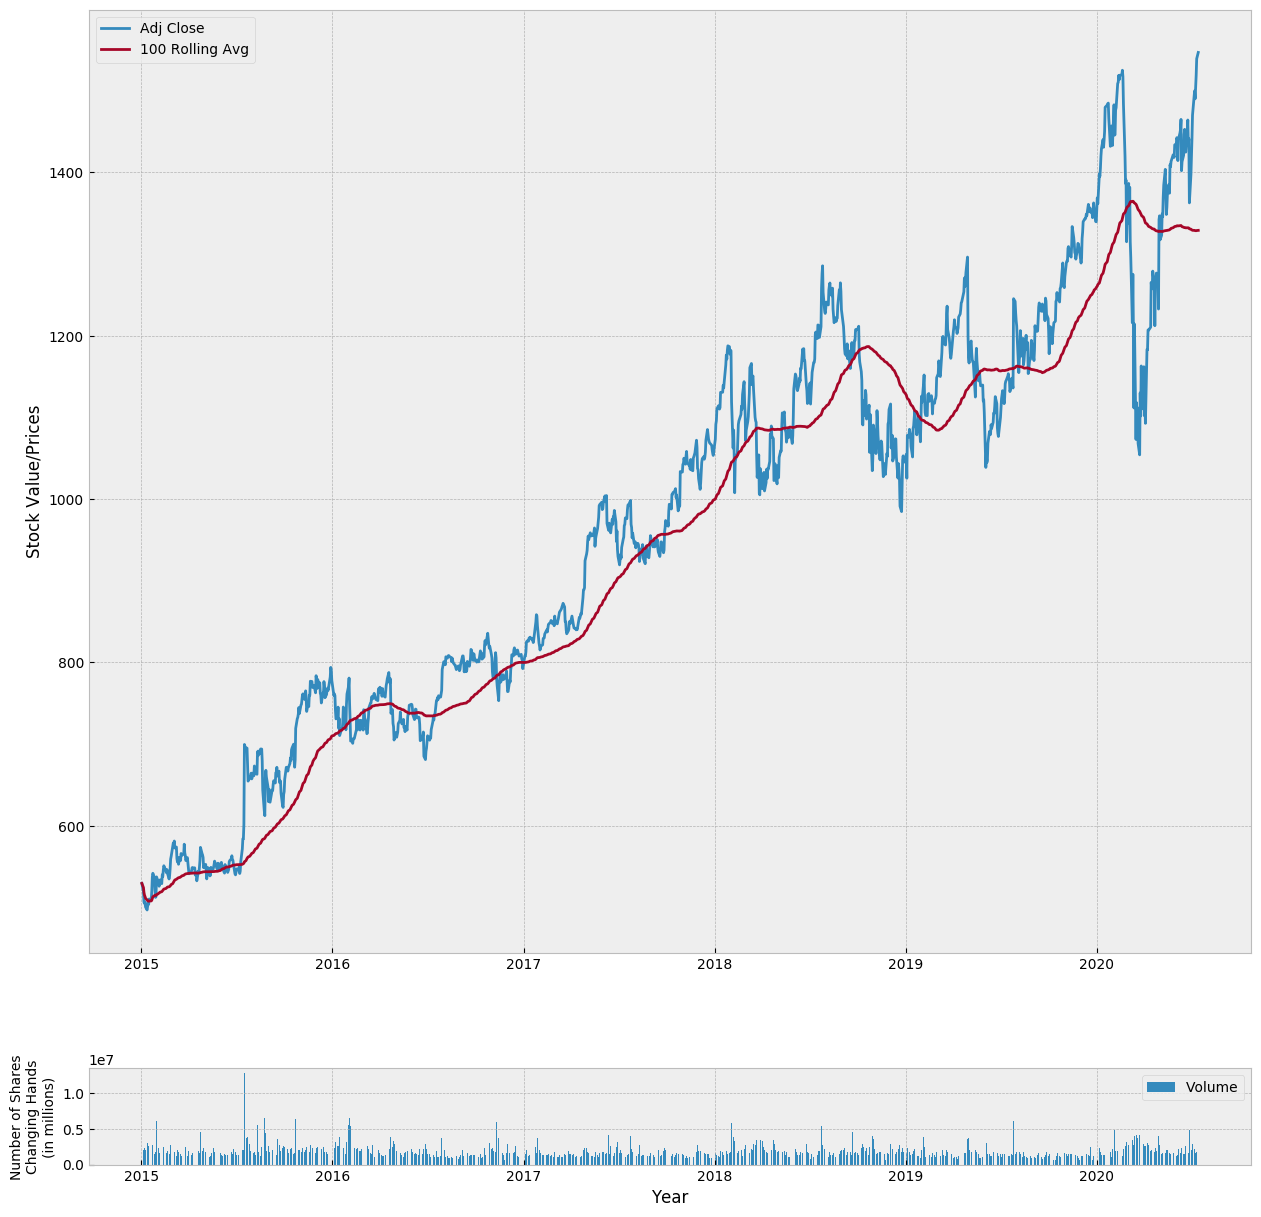 Adj Close
100 Rolling Avg
1400
1200
1000
800
600
Stock Value/Prices
2015 2016 2017 2018 2019 2020
1e7
Number of Shares
Changing Hands
(in millions)
1.0
0.5
0.0
Volume
2015 2016 2017 2018 2019 2020
Year